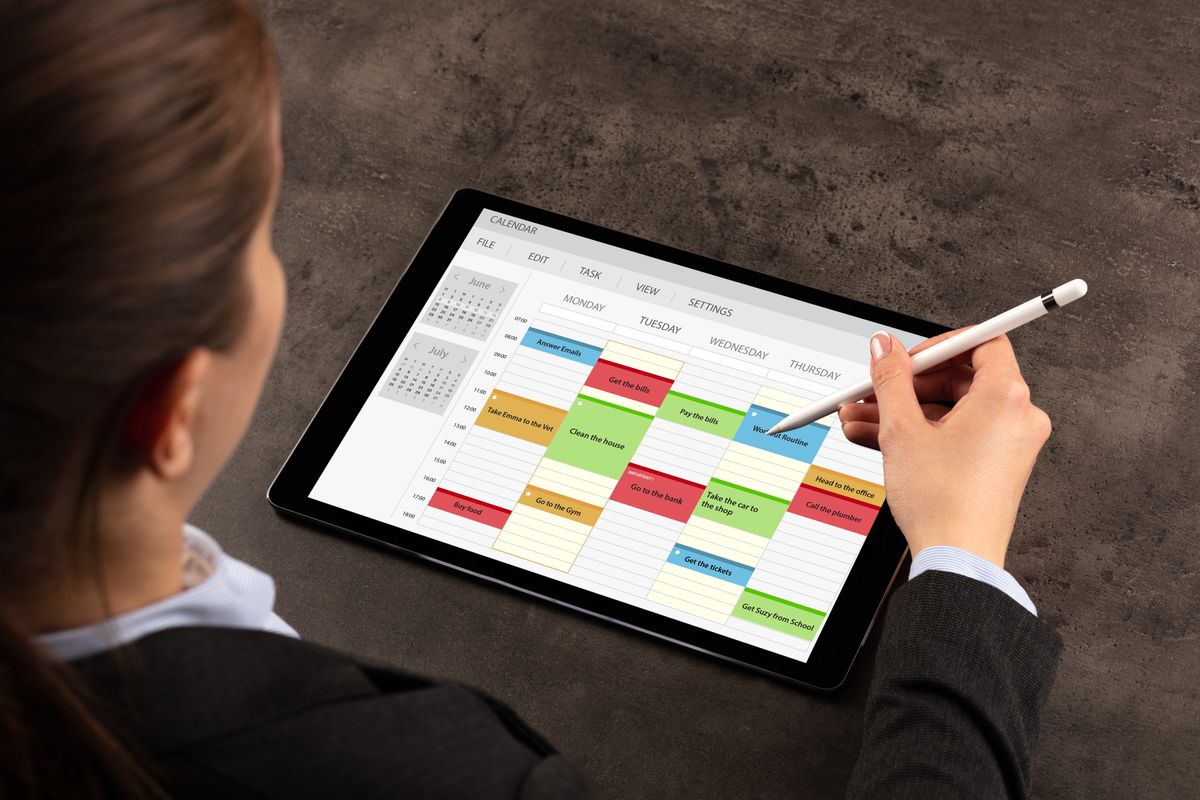 CALENDAR
FILE
EDIT
TASK
VIEW
SETTINGS
< June >
< July >
MONDAY
TUESDAY
WEDNESDAY
THURSDAY
07:00
08:00
09:00
10:00
11:00
12:00
13:00
14:00
15:00
16:00
17:00
18:00
Answer Emails
Take Emma to the Vet
Buy food
Get the bills
Clean the house
Go to the Gym
Pay the bills
IMPORTANT!
Go to the bank
Workout Routine
Take the car to
the shop
Get the tickets
Head to the office
Call the plumber
Get Suzy from School